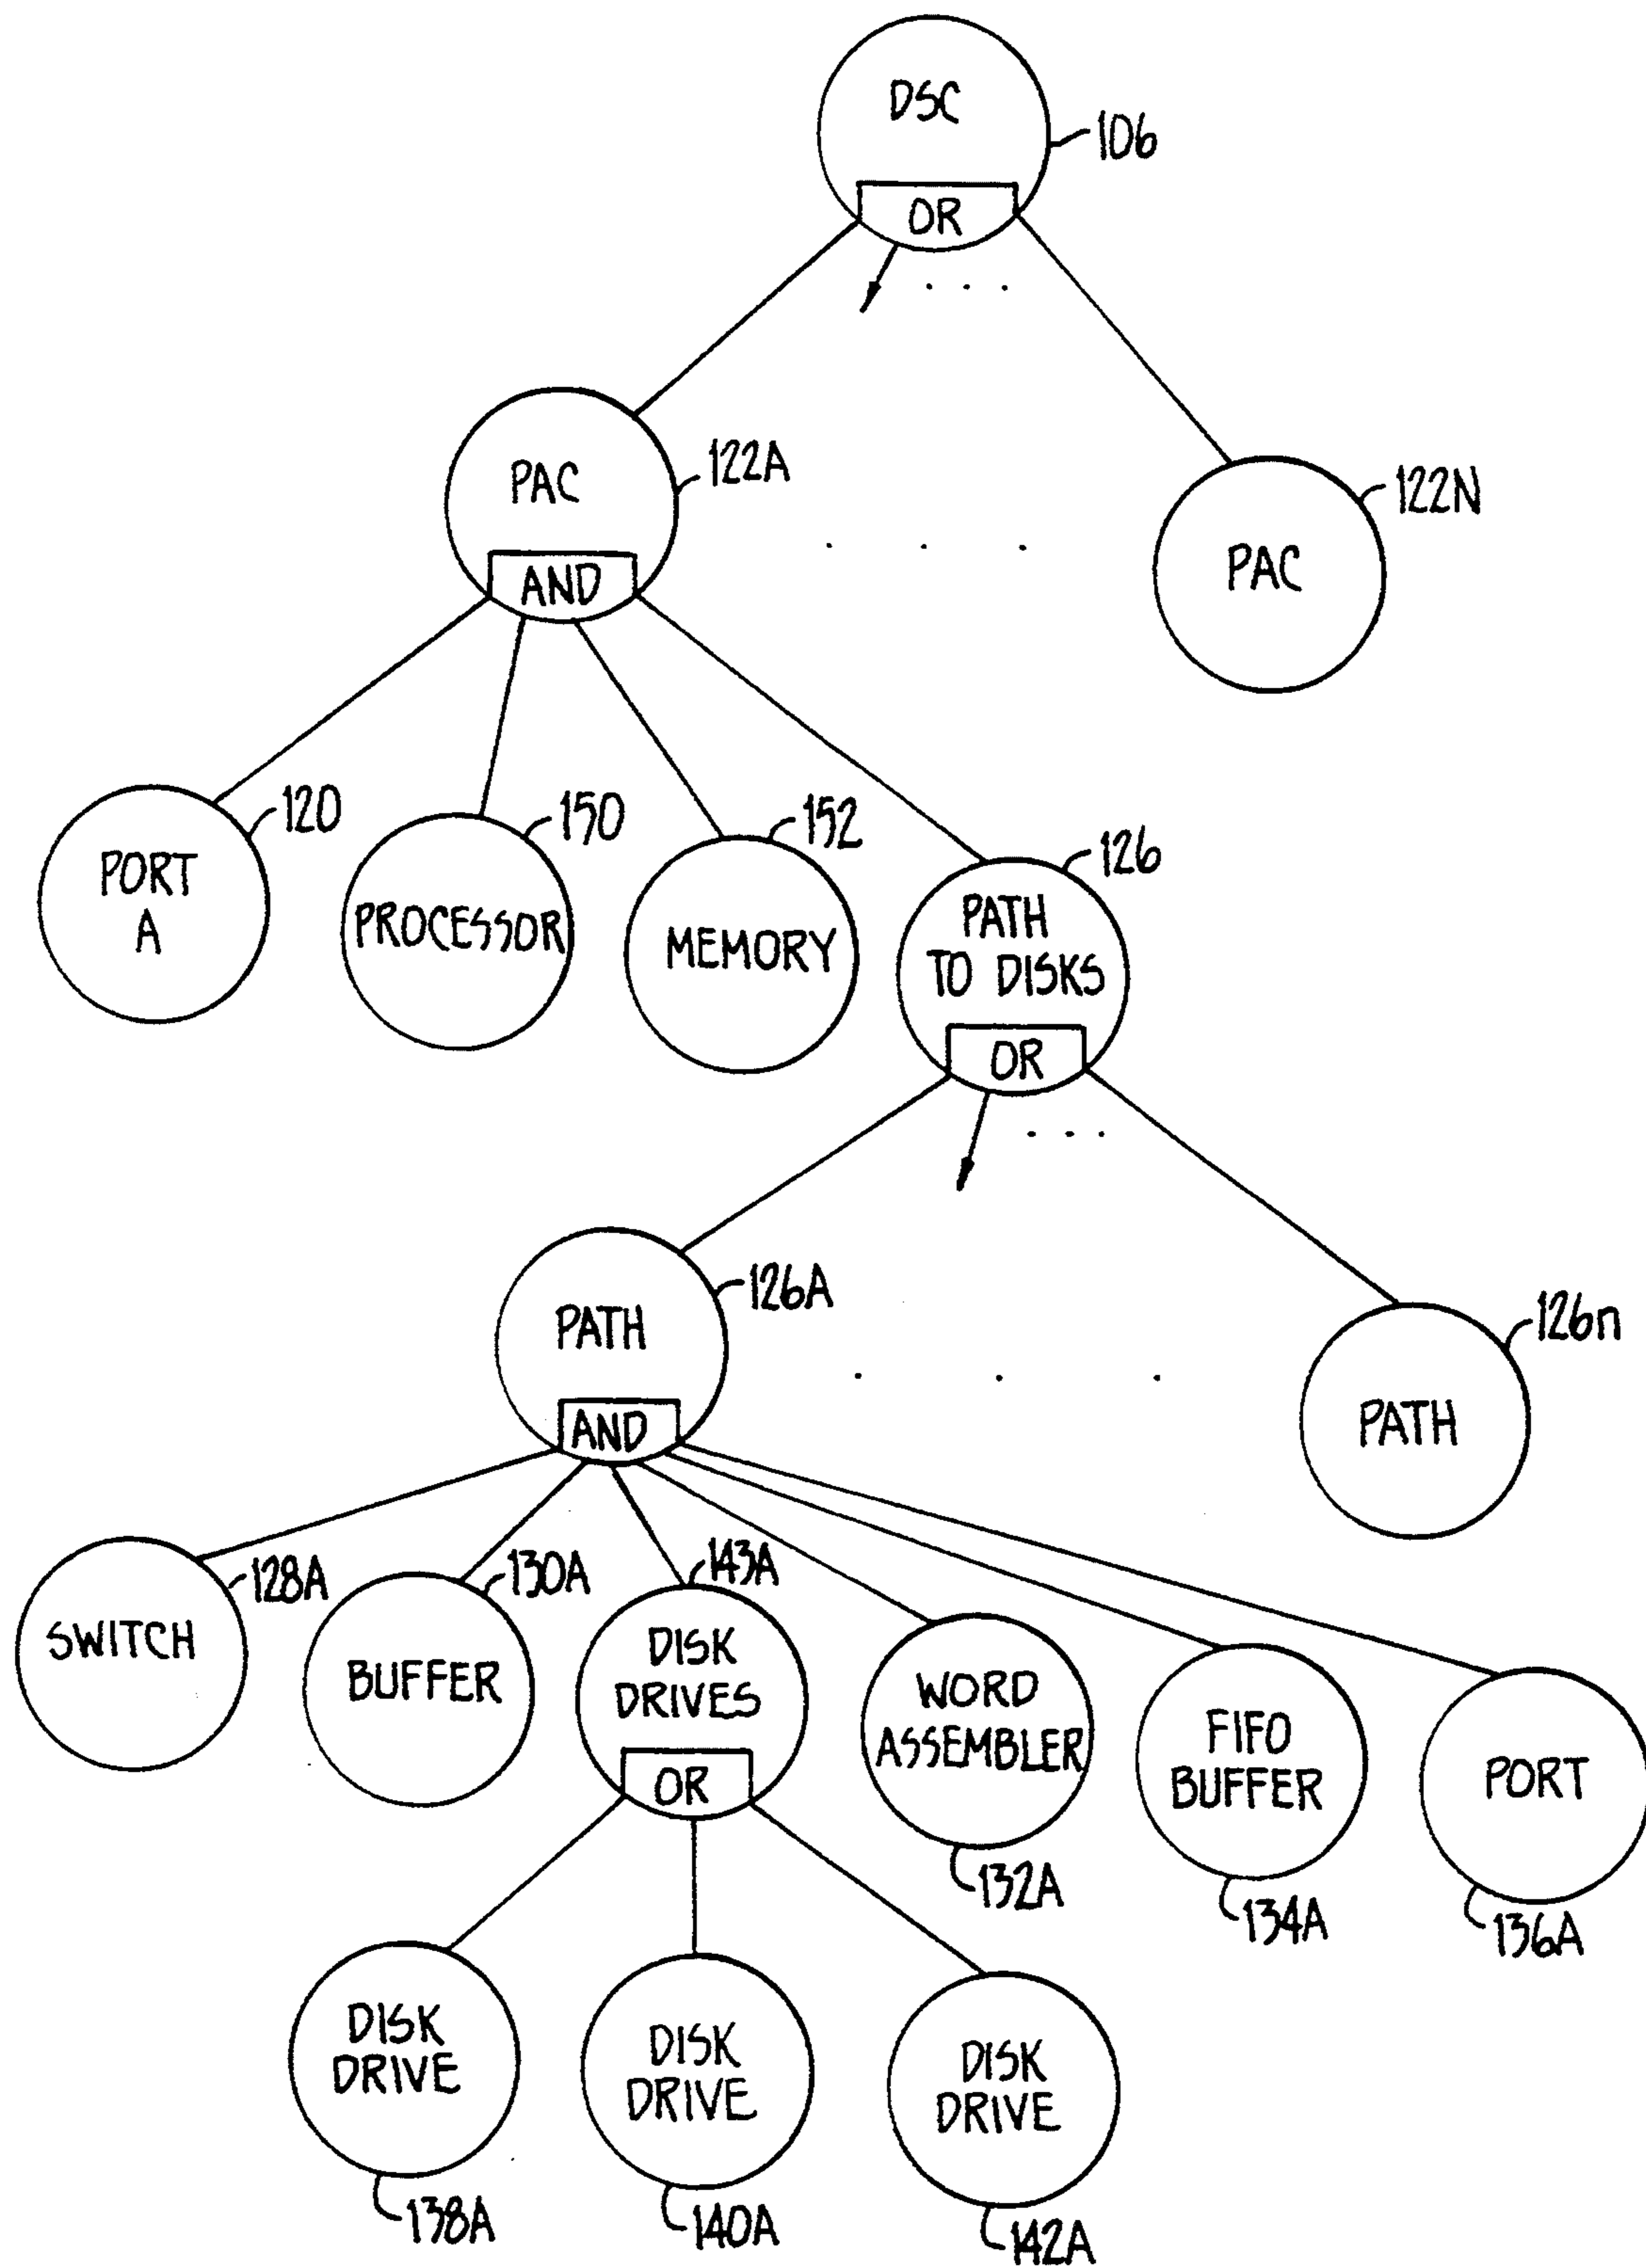 DSC
106
OR
. . .
PAC
122A
AND
. . .
PAC
122N
PORT
A
120
PROCESSOR
150
MEMORY
152
PATH
TO DISKS
126
OR
. . .
PATH
126A
AND
. . .
PATH
126n
SWITCH
128A
BUFFER
130A
DISK
DRIVES
143A
OR
WORD
ASSEMBLER
132A
FIFO
BUFFER
134A
PORT
136A
DISK
DRIVE
138A
DISK
DRIVE
140A
DISK
DRIVE
142A